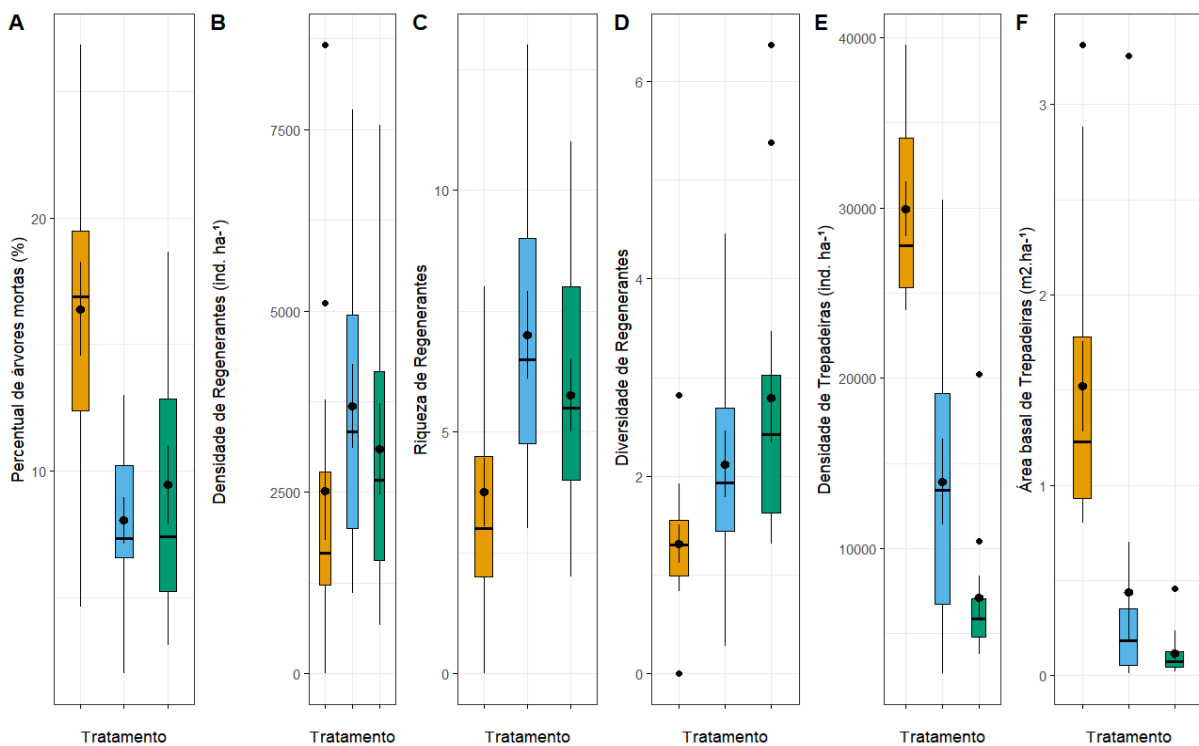 A
Percentual de árvores mortas (%)
20
10
Tratamento
B
Densidade de Regenerantes (ind. ha-¹)
7500
5000
2500
0
Tratamento
C
Riqueza de Regenerantes
10
5
0
Tratamento
D
Diversidade de Regenerantes
6
4
2
0
Tratamento
E
Densidade de Trepadeiras (ind. ha-¹)
40000
30000
20000
10000
Tratamento
F
Área basal de Trepadeiras (m2.ha-¹)
3
2
1
0
Tratamento